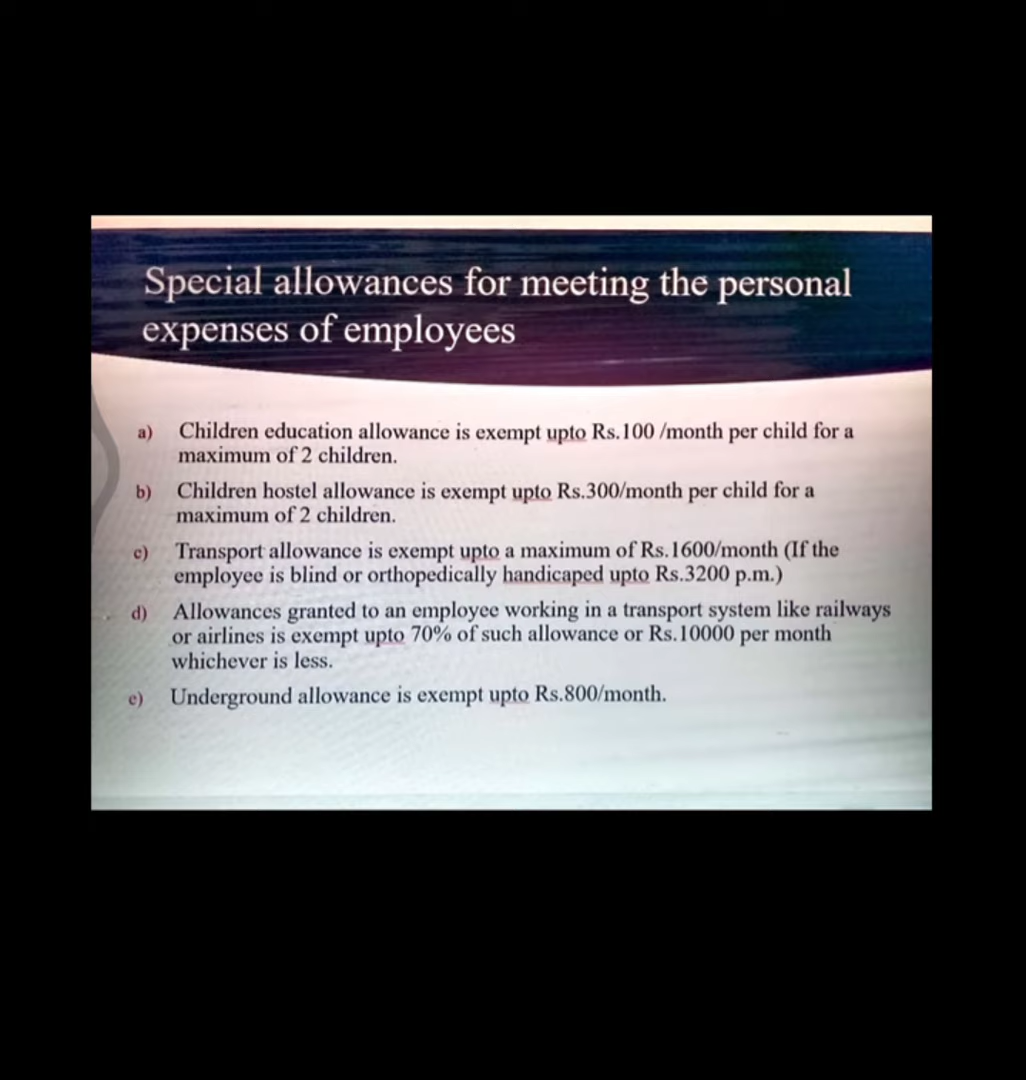 Special allowances for meeting the personal
expenses of employees
a) Children education allowance is exempt upto Rs.100 /month per child for a
maximum of 2 children.
b) Children hostel allowance is exempt upto Rs.300/month per child for a
maximum of 2 children.
c) Transport allowance is exempt upto a maximum of Rs.1600/month (If the
employee is blind or orthopedically handicaped upto Rs.3200 p.m.)
d) Allowances granted to an employee working in a transport system like railways
or airlines is exempt upto 70% of such allowance or Rs.10000 per month
whichever is less.
e) Underground allowance is exempt upto Rs.800/month.